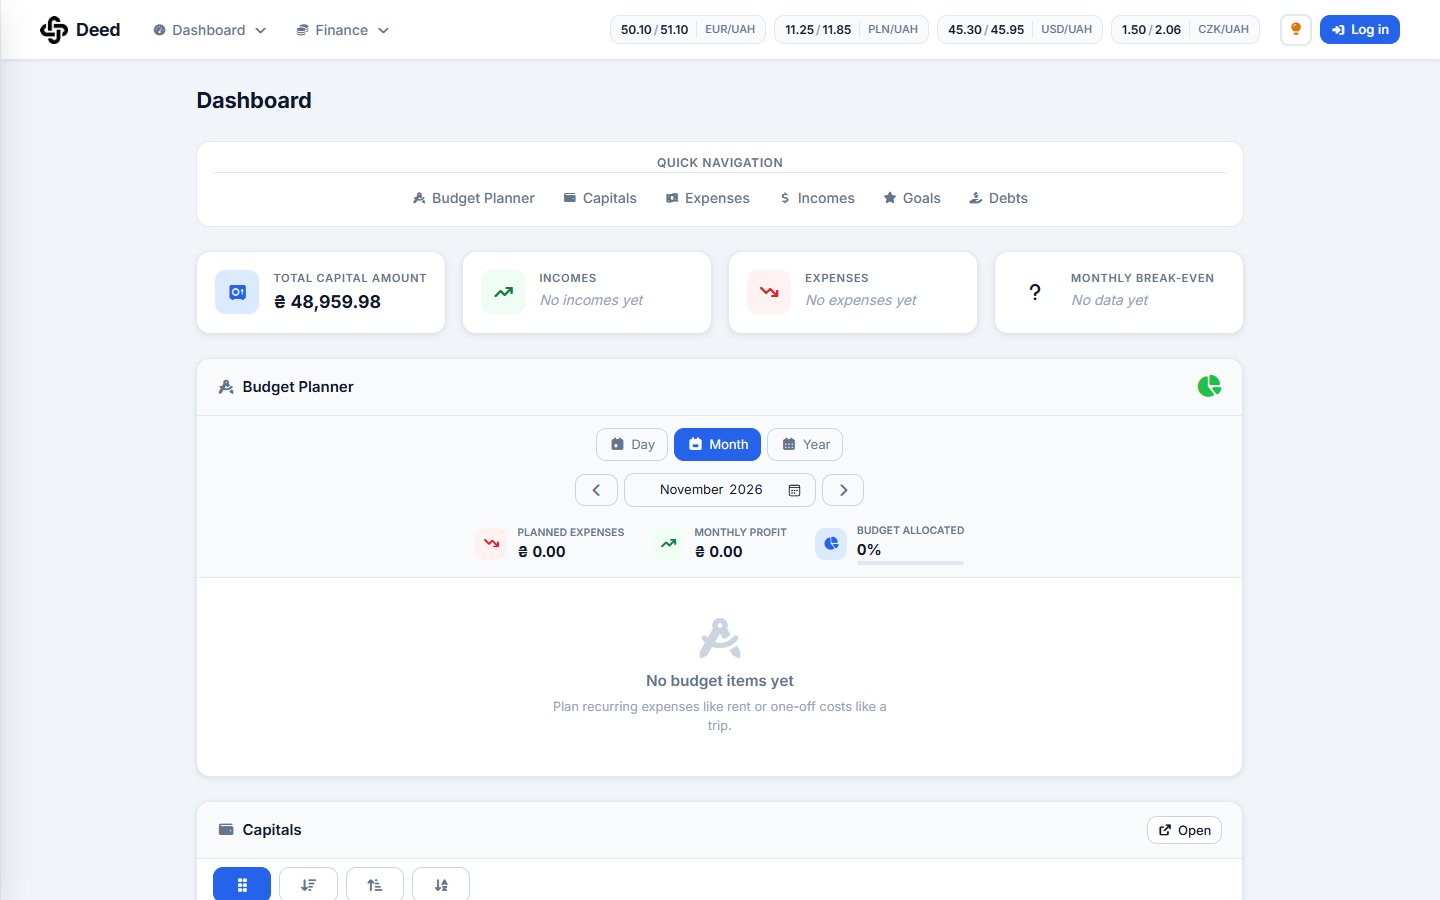 Deed
Dashboard
Finance
50.10 / 51.10 EUR/UAH
11.25 / 11.85 PLN/UAH
45.30 / 45.95 USD/UAH
1.50 / 2.06 CZK/UAH
Log in
Dashboard
QUICK NAVIGATION
Budget Planner
Capitals
Expenses
Incomes
Goals
Debts
TOTAL CAPITAL AMOUNT
₴ 48,959.98
INCOMES
No incomes yet
EXPENSES
No expenses yet
MONTHLY BREAK-EVEN
No data yet
Budget Planner
Day
Month
Year
November 2026
PLANNED EXPENSES
₴ 0.00
MONTHLY PROFIT
₴ 0.00
BUDGET ALLOCATED
0%
No budget items yet
Plan recurring expenses like rent or one-off costs like a
trip.
Capitals
Open